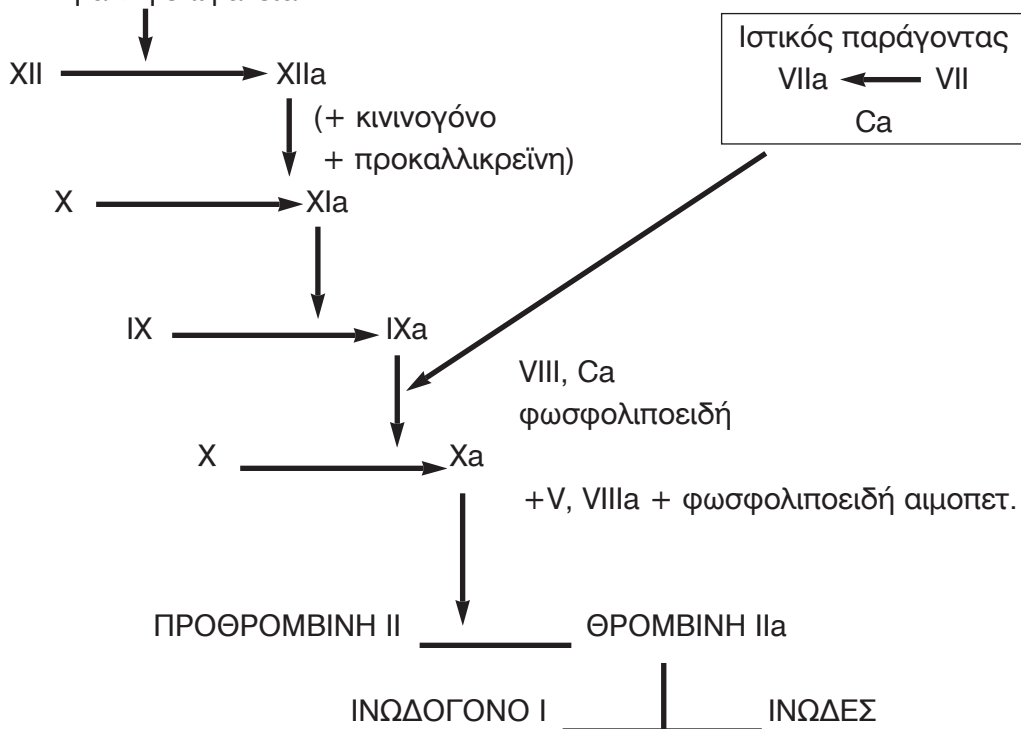 Ιστικός παράγοντας
XII XIIa VIIa VII
Ca
(+ κινινογόνο
+ προκαλλικρεΐνη)
X XIa
IX IXa
VIII, Ca
φωσφολιποειδή
X Xa
+V, VIIIa + φωσφολιποειδή αιμοπετ.
ΠΡΟΘΡΟΜΒΙΝΗ II ΘΡΟΜΒΙΝΗ IIa
ΙΝΩΔΟΓΟΝΟ I ΙΝΩΔΕΣ